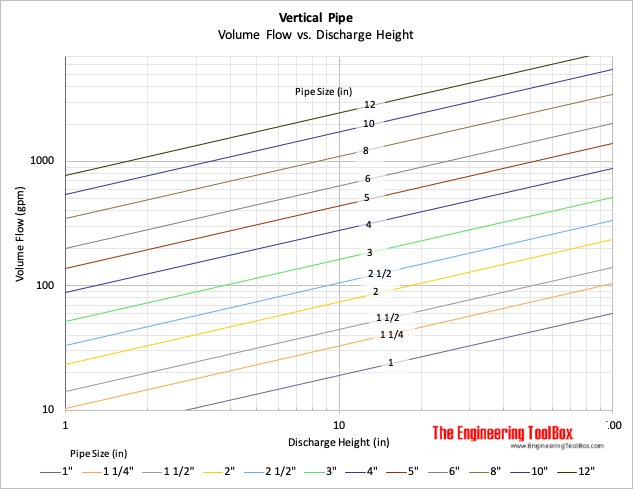 Vertical Pipe
Volume Flow vs. Discharge Height
Pipe Size (in)
12
10
8
6
5
4
3
2 1/2
2
1 1/2
1 1/4
1
Volume Flow (gpm)
1000
100
10
1 10 00
Discharge Height (in)
The Engineering ToolBox
www.EngineeringToolBox.com
Pipe Size (in)
1" 1 1/4" 1 1/2" 2" 2 1/2" 3" 4" 5" 6" 8" 10" 12"